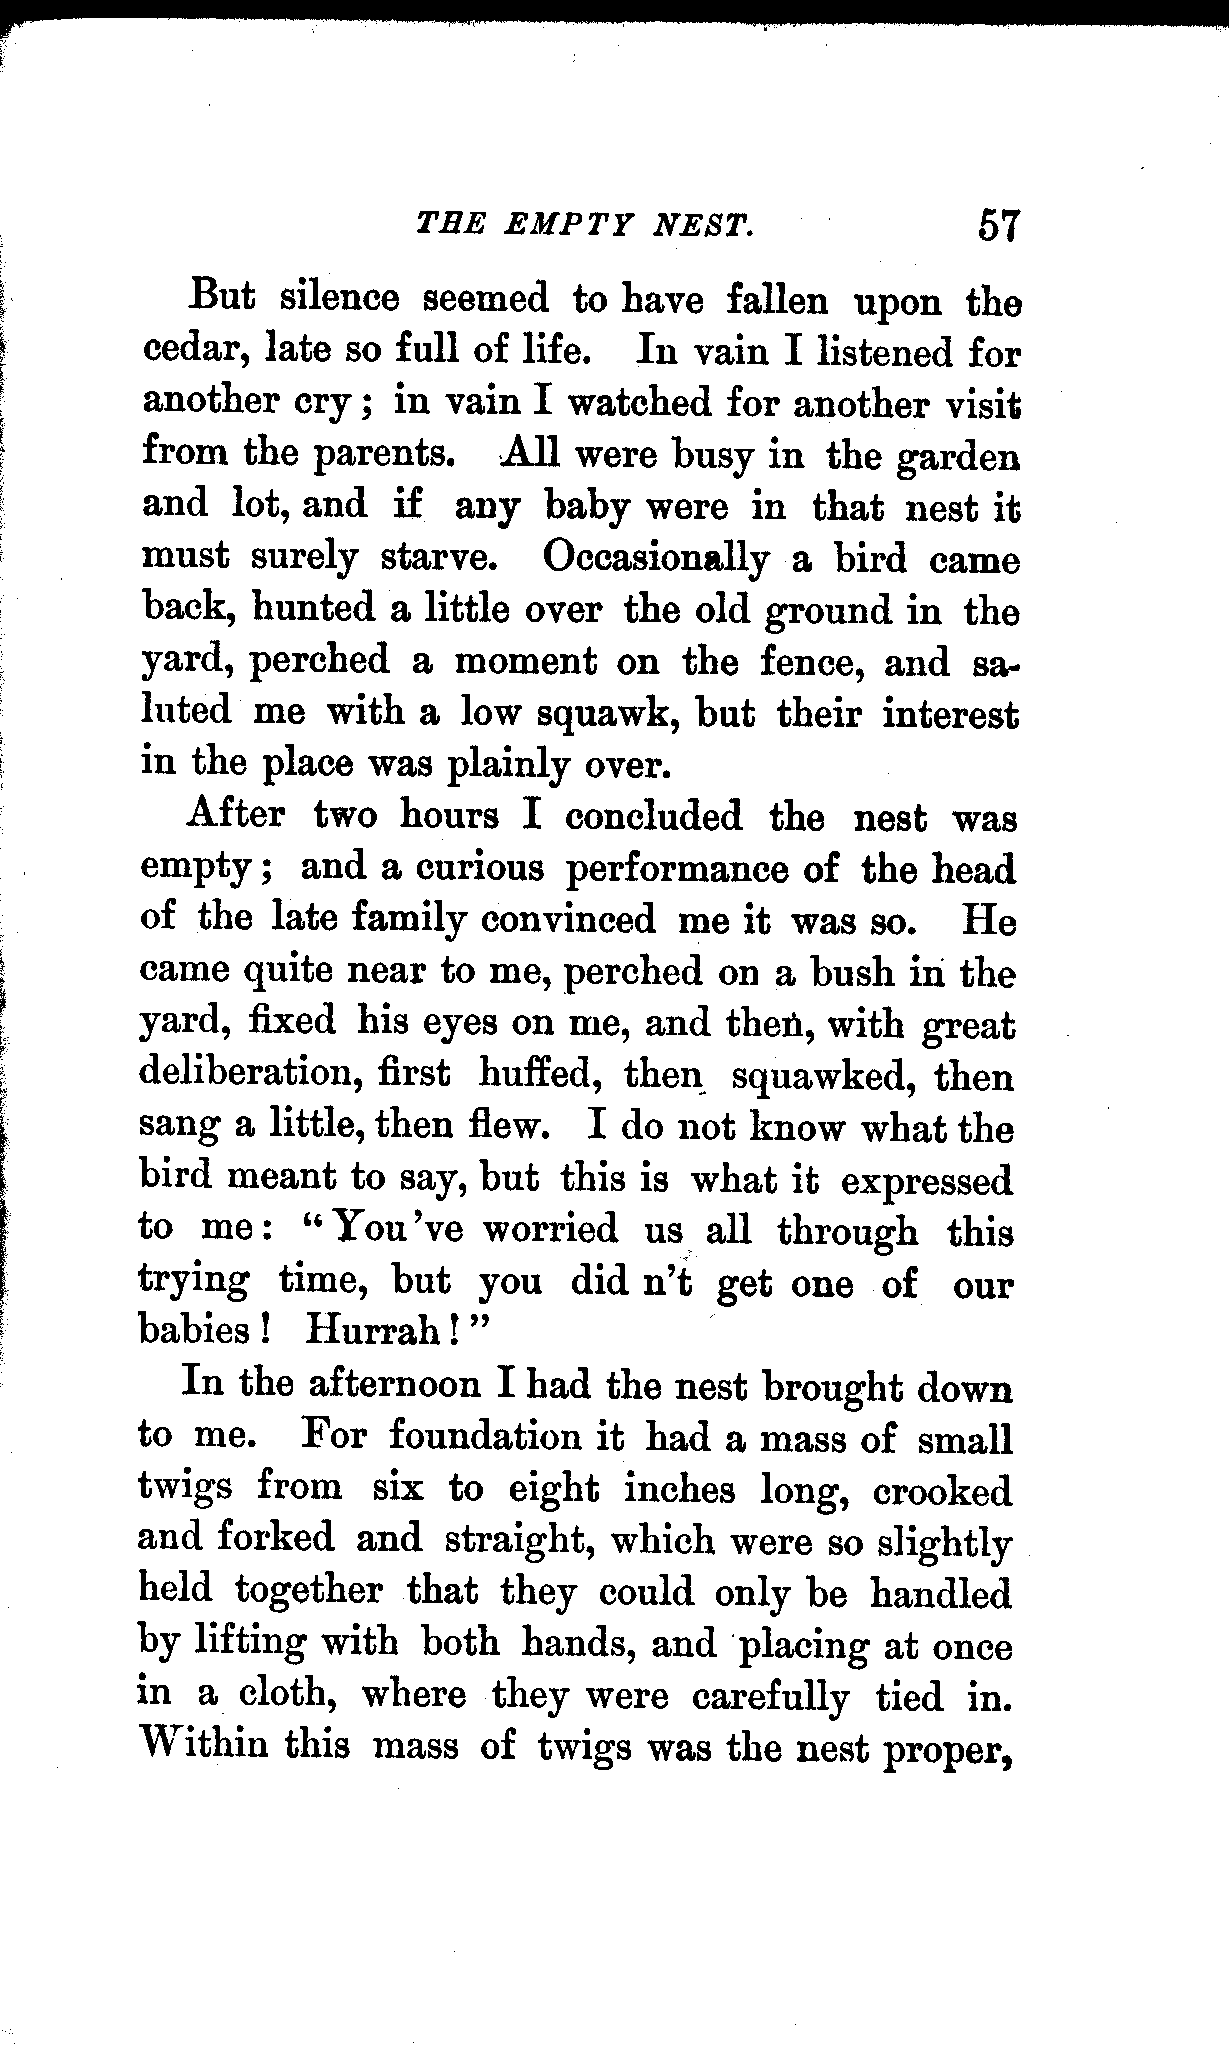 THE EMPTY NEST. 57
But silence seemed to have fallen upon the
cedar, late so full of life. In vain I listened for
another cry; in vain I watched for another visit
from the parents. All were busy in the garden
and lot, and if any baby were in that nest it
must surely starve. Occasionally a bird came
back, hunted a little over the old ground in the
yard, perched a moment on the fence, and sa-
luted me with a low squawk, but their interest
in the place was plainly over.
After two hours I concluded the nest was
empty; and a curious performance of the head
of the late family convinced me it was so. He
came quite near to me, perched on a bush in the
yard, fixed his eyes on me, and then, with great
deliberation, first huffed, then squawked, then
sang a little, then flew. I do not know what the
bird meant to say, but this is what it expressed
to me: "You've worried us all through this
trying time, but you did n't get one of our
babies! Hurrah!"
In the afternoon I had the nest brought down
to me. For foundation it had a mass of small
twigs from six to eight inches long, crooked
and forked and straight, which were so slightly
held together that they could only be handled
by lifting with both hands, and placing at once
in a cloth, where they were carefully tied in.
Within this mass of twigs was the nest proper,